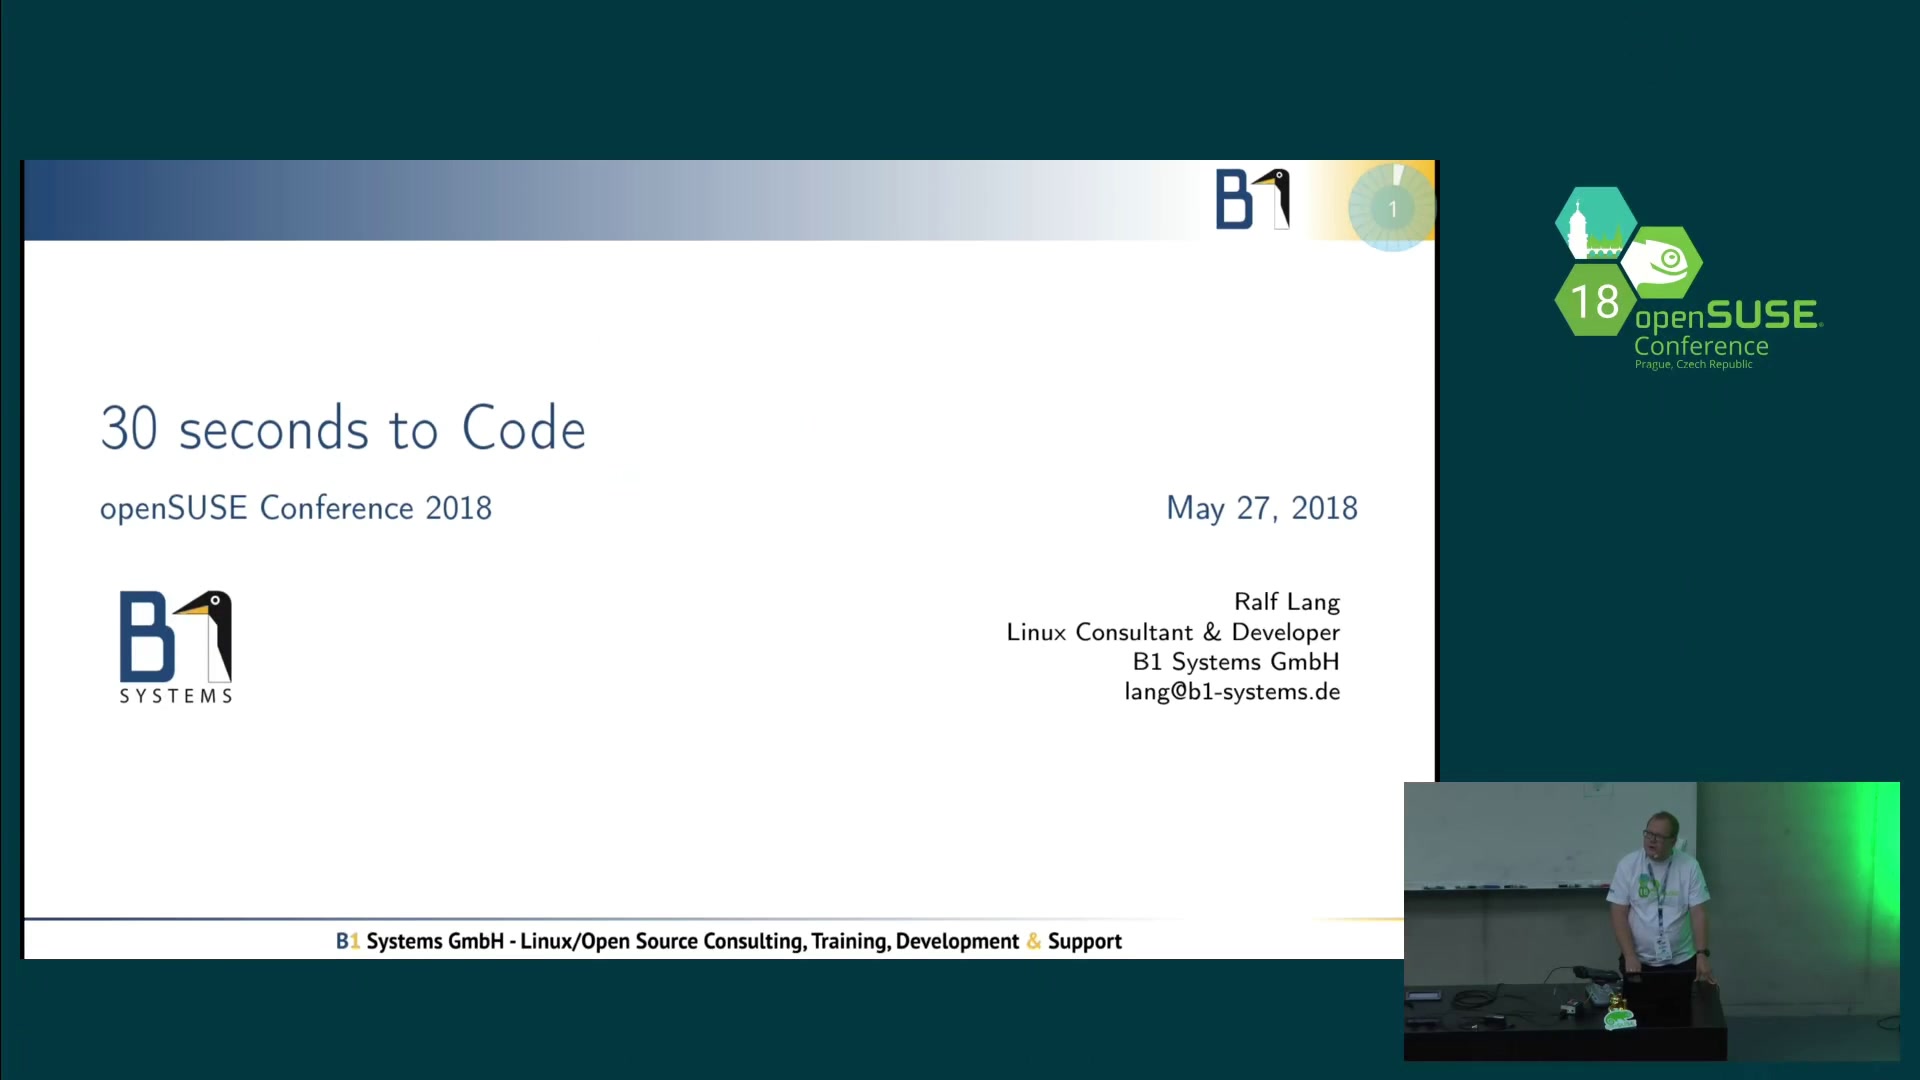 B1
1
30 seconds to Code
openSUSE Conference 2018
May 27, 2018
B1
SYSTEMS
Ralf Lang
Linux Consultant & Developer
B1 Systems GmbH
lang@b1-systems.de
B1 Systems GmbH - Linux/Open Source Consulting, Training, Development & Support
18
openSUSE
Conference
Prague, Czech Republic